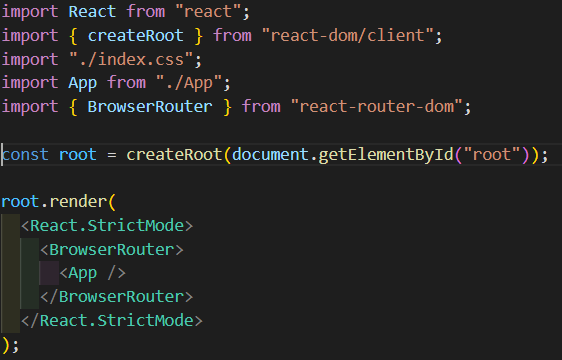 import React from "react";
import { createRoot } from "react-dom/client";
import "./index.css";
import App from "./App";
import { BrowserRouter } from "react-router-dom";

const root = createRoot(document.getElementById("root"));

root.render(
  <React.StrictMode>
    <BrowserRouter>
      <App />
    </BrowserRouter>
  </React.StrictMode>
);